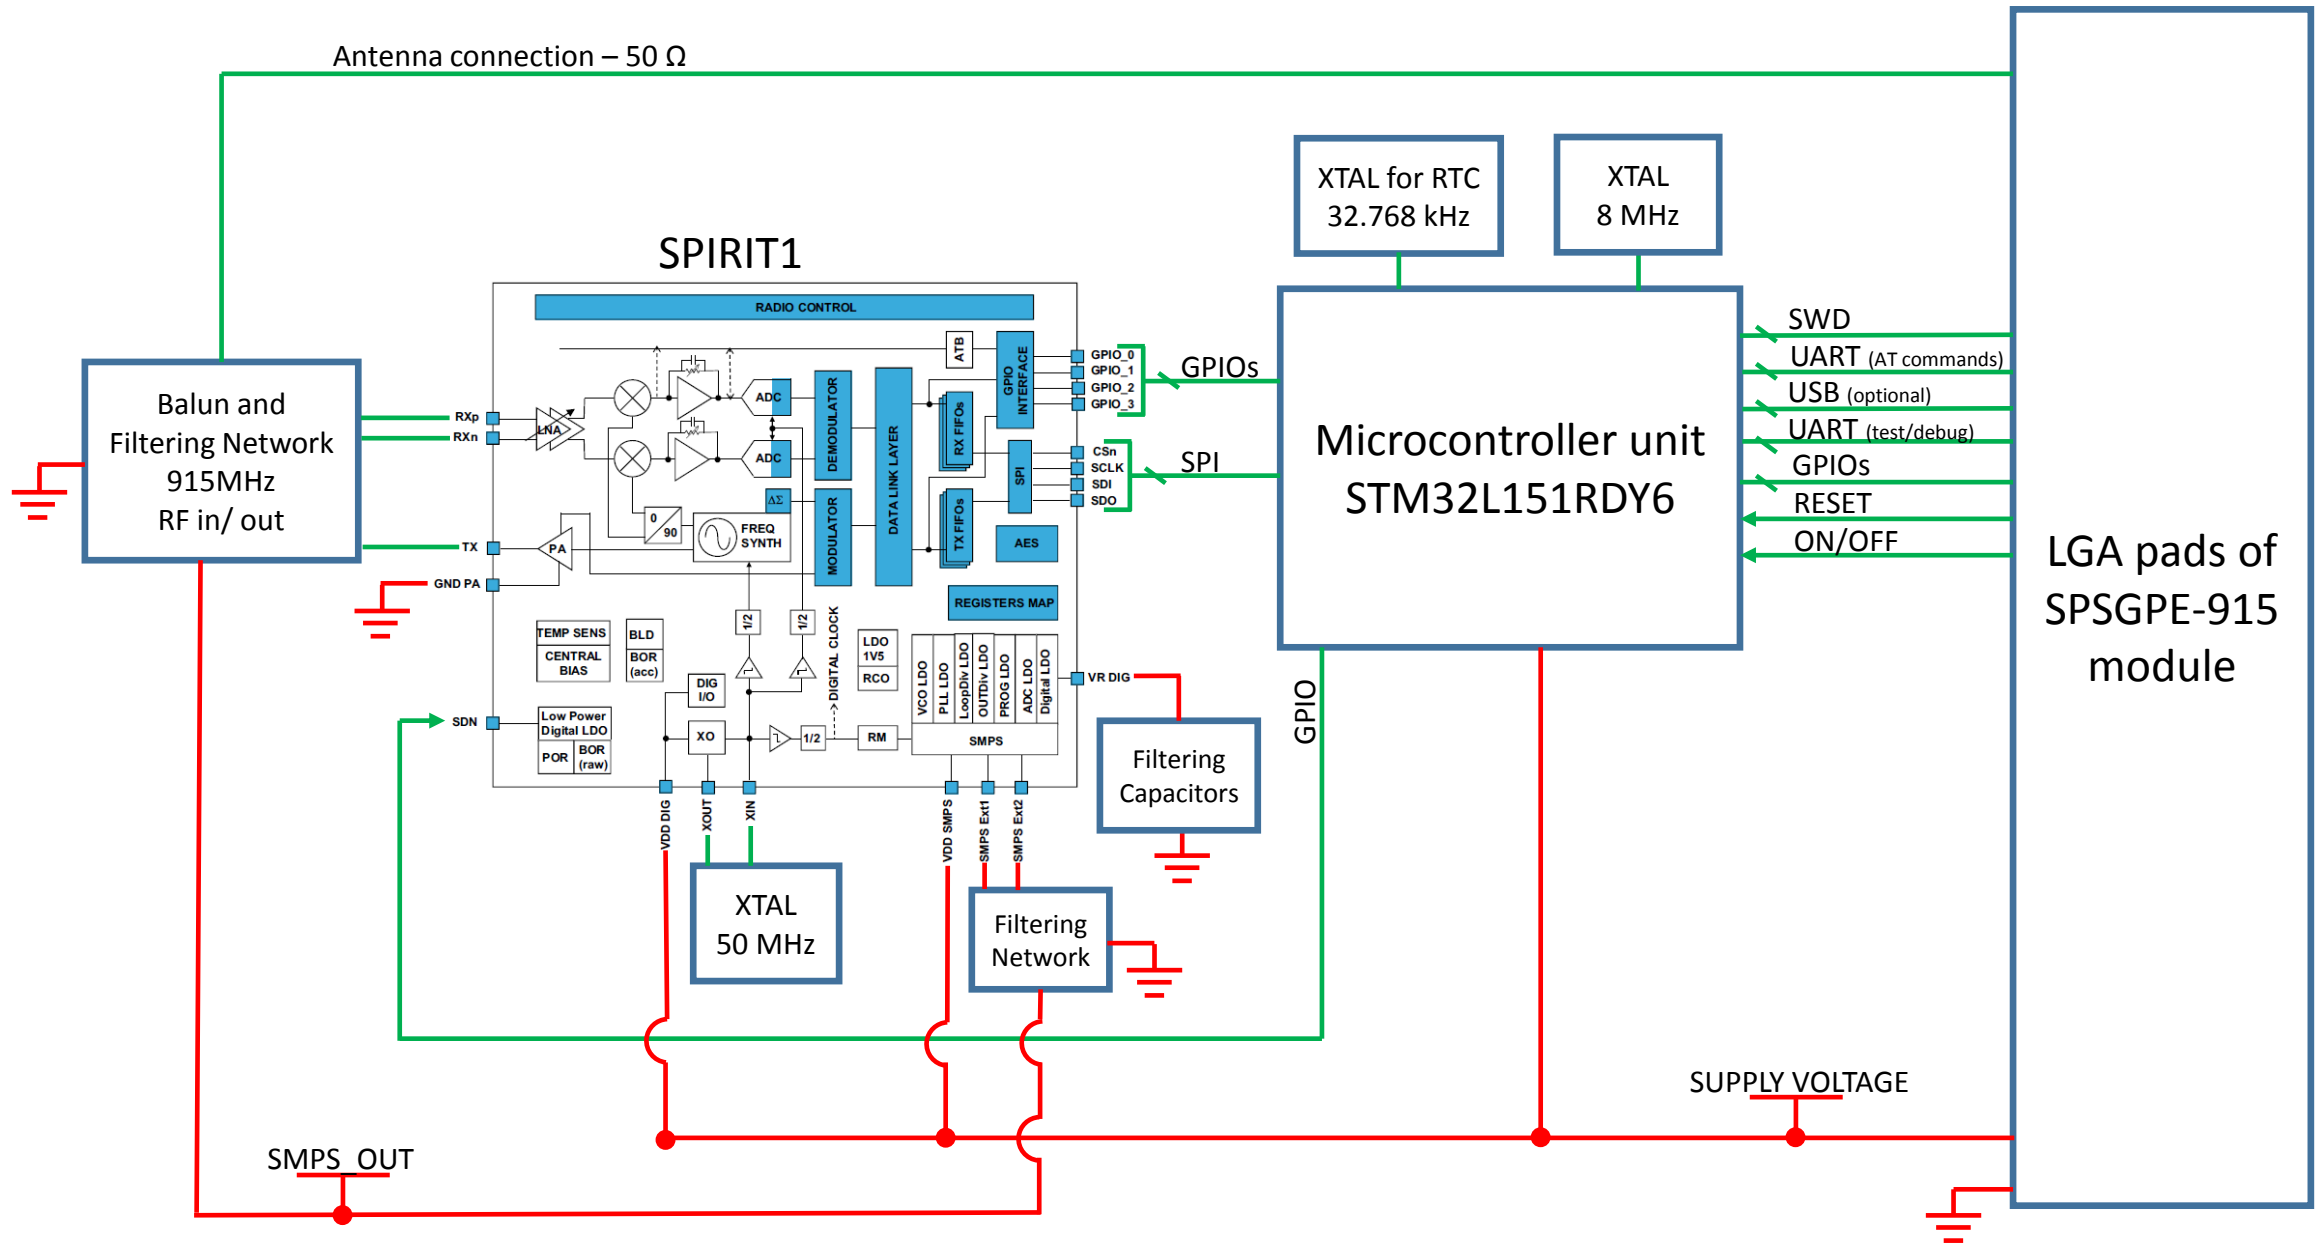 Antenna connection – 50 Ω
XTAL for RTC
32.768 kHz
XTAL
8 MHz
SPIRIT1
RADIO CONTROL
Balun and
Filtering Network
915MHz
RF in/ out
RXp
RXn
TX
GND PA
SDN
LNA
PA
ADC
ADC
ΔΣ
0
90
FREQ
SYNTH
DEMODULATOR
MODULATOR
DATA LINK LAYER
ATB
GPIO
INTERFACE
RX FIFOs
TX FIFOs
SPI
AES
REGISTERS MAP
GPIO_0
GPIO_1
GPIO_2
GPIO_3
CSn
SCLK
SDI
SDO
GPIOs
SPI
Microcontroller unit
STM32L151RDY6
SWD
UART (AT commands)
USB (optional)
UART (test/debug)
GPIOs
RESET
ON/OFF
LGA pads of
SPSGPE-915
module
TEMP SENS
CENTRAL
BIAS
BLD
BOR
(acc)
1/2
1/2
DIGITAL CLOCK
LDO
1V5
RCO
DIG
I/O
VCO LDO
PLL LDO
LoopDiv LDO
OUTDiv LDO
PROG LDO
ADC LDO
Digital LDO
VR DIG
Low Power
Digital LDO
POR
BOR
(raw)
XO
1/2
RM
SMPS
VDD DIG
XOUT
XIN
VDD SMPS
SMPS Ext1
SMPS Ext2
GPIO
Filtering
Capacitors
XTAL
50 MHz
Filtering
Network
SUPPLY VOLTAGE
SMPS_OUT